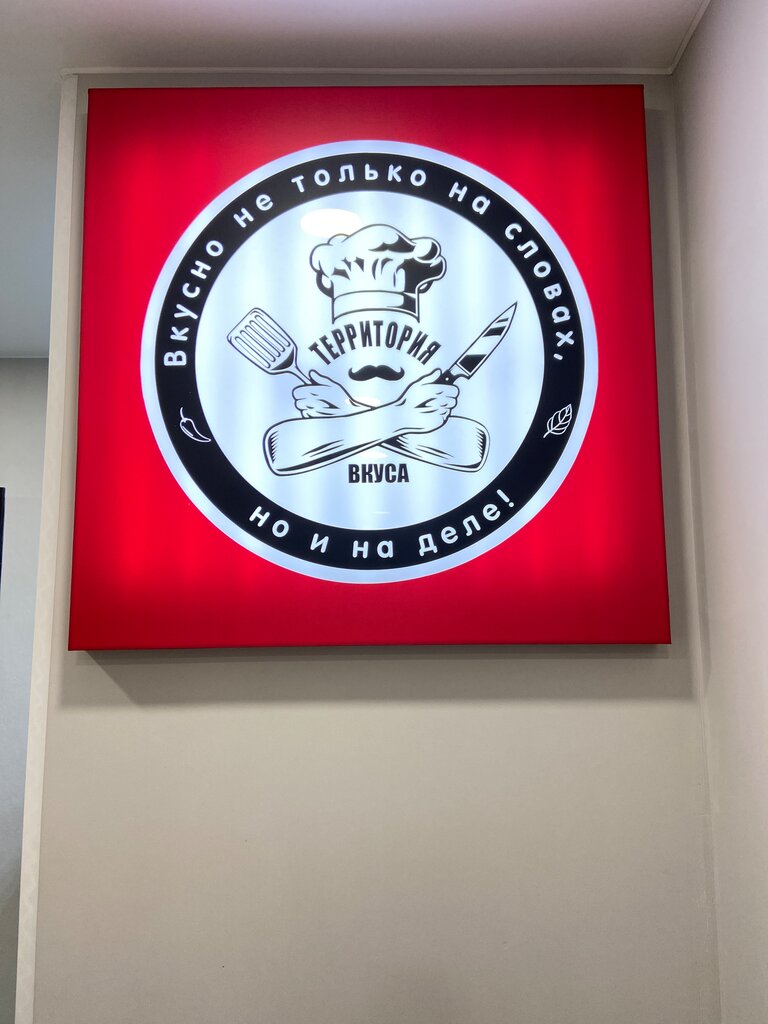 Вкусно не только на словах,
ТЕРРИТОРИЯ
ВКУСА
но и на деле!